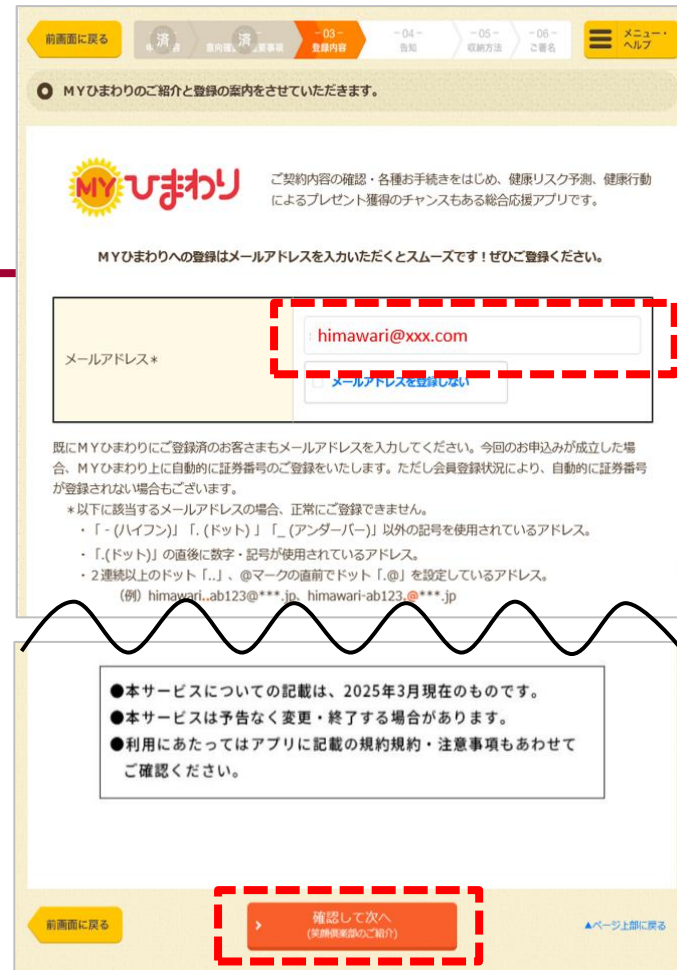 前画面に戻る
済
済
-03-
登録内容
-04-
告知
-05-
収納方法
-06-
ご署名
メニュー・
ヘルプ
MYひまわりのご紹介と登録の案内をさせていただきます。
MYひまわり
ご契約内容の確認・各種お手続きをはじめ、健康リスク予測、健康行動
によるプレゼント獲得のチャンスもある総合応援アプリです。
MYひまわりへの登録はメールアドレスを入力いただくとスムーズです！ぜひご登録ください。
メールアドレス*
himawari@xxx.com
メールアドレスを登録しない
既にMYひまわりにご登録済のお客さまもメールアドレスを入力してください。今回のお申込みが成立した場
合、MYひまわり上に自動的に証券番号のご登録をいたします。ただし会員登録状況により、自動的に証券番号
が登録されない場合もございます。
*以下に該当するメールアドレスの場合、正常にご登録できません。
・「 - (ハイフン)」「. (ドット) 」「_ (アンダーバー)」以外の記号を使用されているアドレス。
・「.(ドット)」の直後に数字・記号が使用されているアドレス。
・2連続以上のドット「..」、@マークの直前でドット「.@」を設定しているアドレス。
（例）himawari..ab123@***.jp、himawari-ab123.@***.jp
●本サービスについての記載は、2025年3月現在のものです。
●本サービスは予告なく変更・終了する場合があります。
●利用にあたってはアプリに記載の規約規約・注意事項もあわせて
ご確認ください。
前画面に戻る
確認して次へ
(笑顔倶楽部のご紹介)
▲ページ上部に戻る